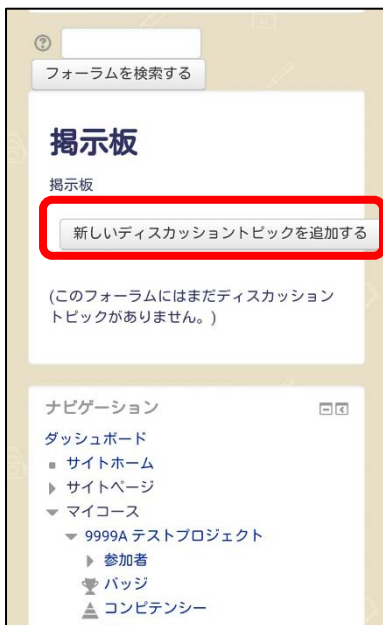 フォーラムを検索する
掲示板
掲示板
新しいディスカッショントピックを追加する
(このフォーラムにはまだディスカッション
トピックがありません。)
ナビゲーション
ダッシュボード
サイトホーム
サイトページ
マイコース
9999A テストプロジェクト
参加者
バッジ
コンピテンシー